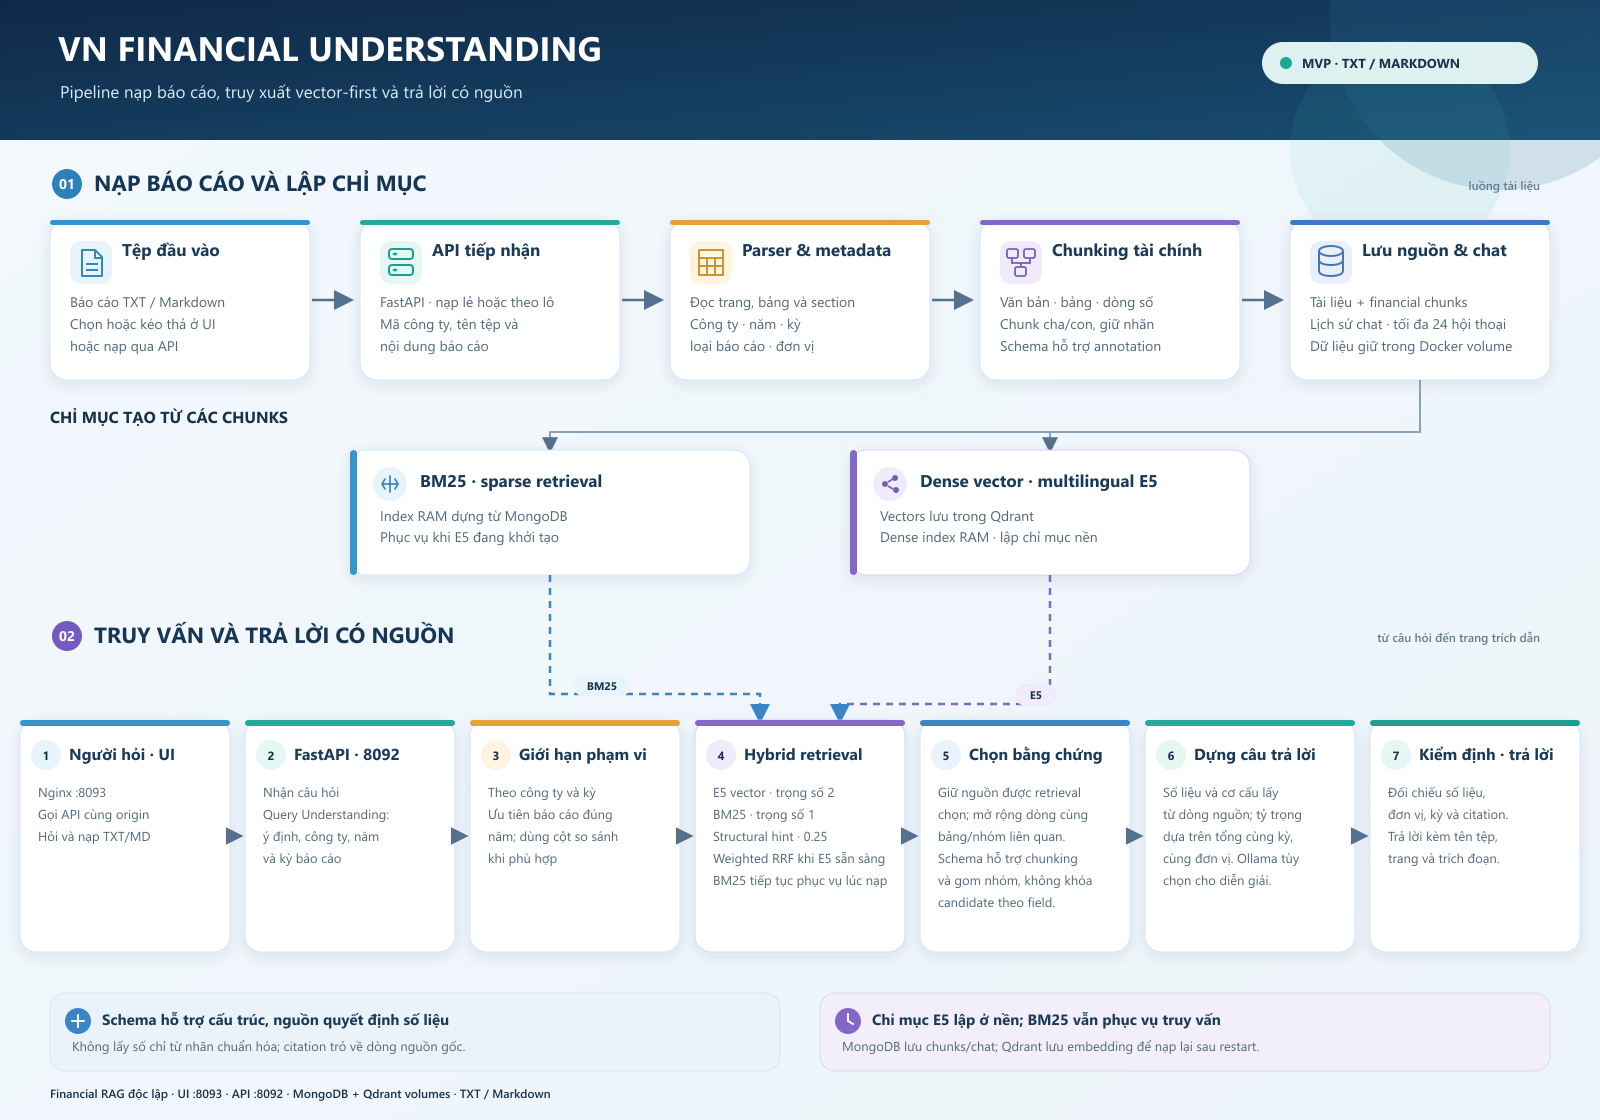 VN FINANCIAL UNDERSTANDING
Pipeline nạp báo cáo, truy xuất vector-first và trả lời có nguồn
MVP · TXT / MARKDOWN
01 NẠP BÁO CÁO VÀ LẬP CHỈ MỤC
luồng tài liệu
Tệp đầu vào
Báo cáo TXT / Markdown
Chọn hoặc kéo thả ở UI
hoặc nạp qua API
API tiếp nhận
FastAPI · nạp lẻ hoặc theo lô
Mã công ty, tên tệp và
nội dung báo cáo
Parser & metadata
Đọc trang, bảng và section
Công ty · năm · kỳ
loại báo cáo · đơn vị
Chunking tài chính
Văn bản · bảng · dòng số
Chunk cha/con, giữ nhãn
Schema hỗ trợ annotation
Lưu nguồn & chat
Tài liệu + financial chunks
Lịch sử chat · tối đa 24 hội thoại
Dữ liệu giữ trong Docker volume
CHỈ MỤC TẠO TỪ CÁC CHUNKS
BM25 · sparse retrieval
Index RAM dựng từ MongoDB
Phục vụ khi E5 đang khởi tạo
Dense vector · multilingual E5
Vectors lưu trong Qdrant
Dense index RAM · lập chỉ mục nền
02 TRUY VẤN VÀ TRẢ LỜI CÓ NGUỒN
từ câu hỏi đến trang trích dẫn
BM25
E5
1 Người hỏi · UI
Nginx :8093
Gọi API cùng origin
Hỏi và nạp TXT/MD
2 FastAPI · 8092
Nhận câu hỏi
Query Understanding:
ý định, công ty, năm
và kỳ báo cáo
3 Giới hạn phạm vi
Theo công ty và kỳ
Ưu tiên báo cáo đúng
năm; dùng cột so sánh
khi phù hợp
4 Hybrid retrieval
E5 vector · trọng số 2
BM25 · trọng số 1
Structural hint · 0.25
Weighted RRF khi E5 sẵn sàng
BM25 tiếp tục phục vụ lúc nạp
5 Chọn bằng chứng
Giữ nguồn được retrieval
chọn; mở rộng dòng cùng
bảng/nhóm liên quan.
Schema hỗ trợ chunking
và gom nhóm, không khóa
candidate theo field.
6 Dựng câu trả lời
Số liệu và cơ cấu lấy
từ dòng nguồn; tỷ trọng
dựa trên tổng cùng kỳ,
cùng đơn vị. Ollama tùy
chọn cho diễn giải.
7 Kiểm định · trả lời
Đối chiếu số liệu,
đơn vị, kỳ và citation.
Trả lời kèm tên tệp,
trang và trích đoạn.
Schema hỗ trợ cấu trúc, nguồn quyết định số liệu
Không lấy số chỉ từ nhãn chuẩn hóa; citation trỏ về dòng nguồn gốc.
Chỉ mục E5 lập ở nền; BM25 vẫn phục vụ truy vấn
MongoDB lưu chunks/chat; Qdrant lưu embedding để nạp lại sau restart.
Financial RAG độc lập · UI :8093 · API :8092 · MongoDB + Qdrant volumes · TXT / Markdown